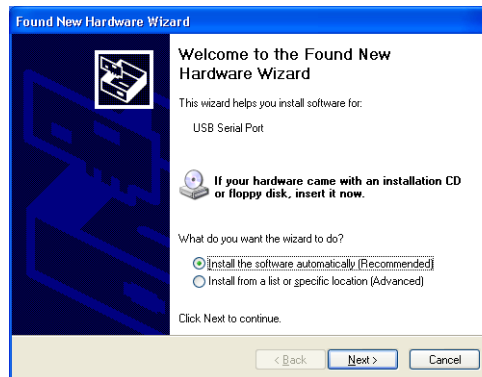 Found New Hardware Wizard
Welcome to the Found New
Hardware Wizard
This wizard helps you install software for:
USB Serial Port
If your hardware came with an installation CD
or floppy disk, insert it now.
What do you want the wizard to do?
Install the software automatically (Recommended)
Install from a list or specific location (Advanced)
Click Next to continue.
< Back Next > Cancel